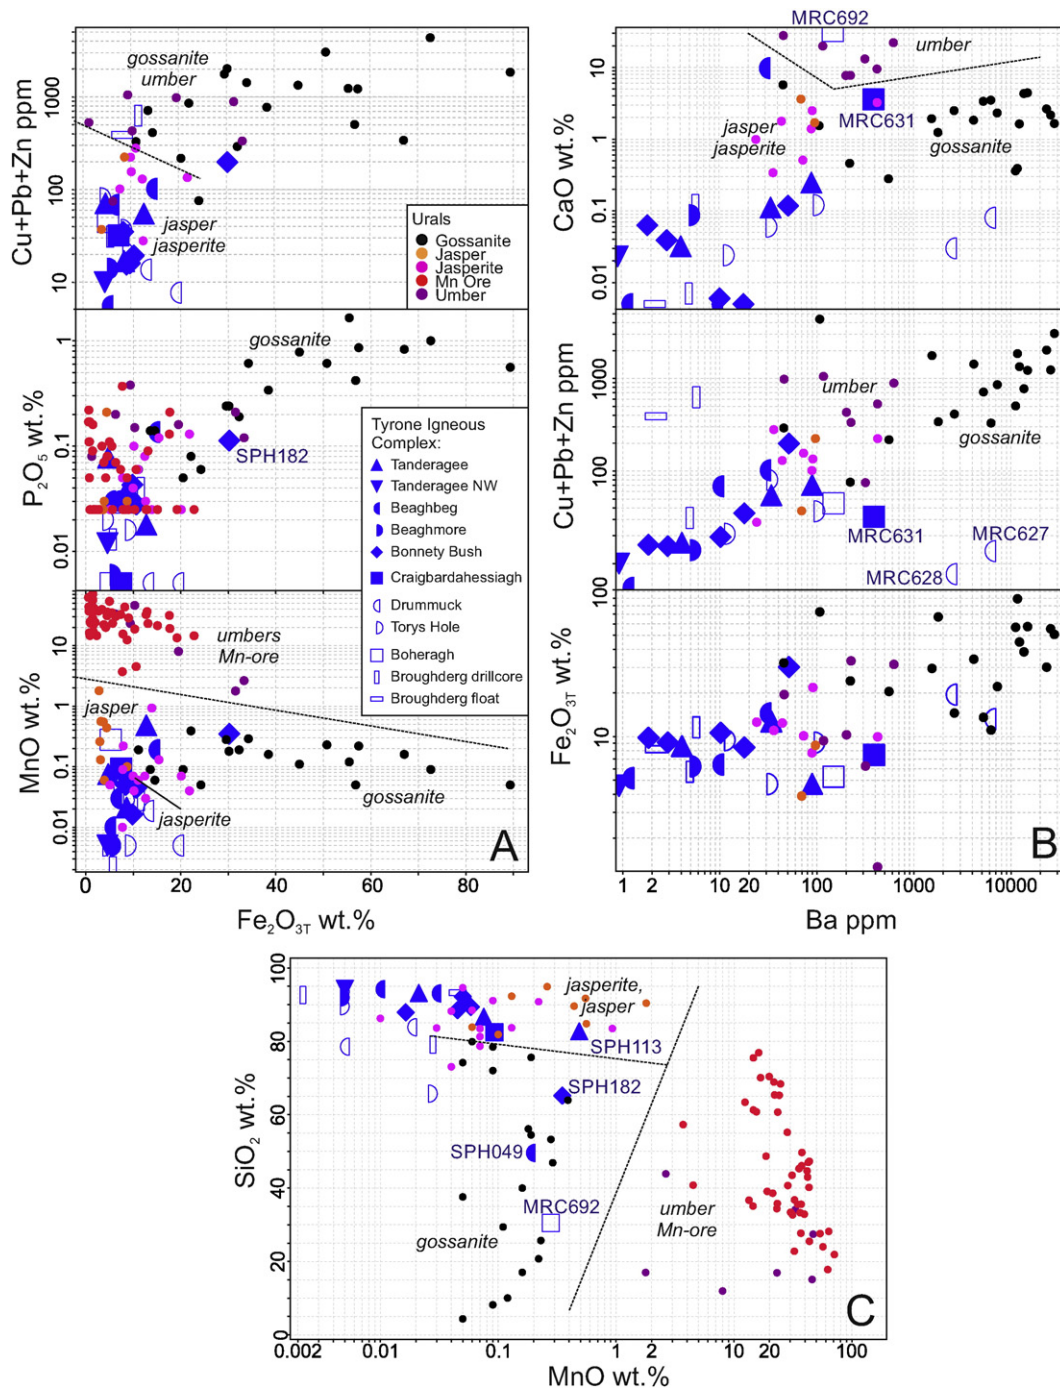 Cu+Pb+Zn ppm
1000
100
10
gossanite
umber
jasper
jasperite
Urals
Gossanite
Jasper
Jasperite
Mn Ore
Umber
P2O5 wt.%
1
0.1
0.01
gossanite
SPH182
Tyrone Igneous
Complex:
Tanderagee
Tanderagee NW
Beaghbeg
Beaghmore
Bonnety Bush
Craigbardahessiagh
Drummuck
Torys Hole
Boheragh
Broughderg drillcore
Broughderg float
MnO wt.%
10
1
0.1
0.01
umbers
Mn-ore
jasper
jasperite
gossanite
A
0 20 40 60 80
Fe2O3T wt.%
CaO wt.%
10
1
0.1
0.01
MRC692
umber
MRC631
jasper
jasperite
gossanite
Cu+Pb+Zn ppm
1000
100
umber
gossanite
MRC631
MRC627
MRC628
Fe2O3T wt.%
100
10
B
1 2 10 20 100 1000 10000
Ba ppm
SiO2 wt.%
100
80
60
40
20
0
jasperite,
jasper
SPH113
SPH182
SPH049
MRC692
gossanite
umber
Mn-ore
C
0.002 0.01 0.1 1 2 10 20 100
MnO wt.%